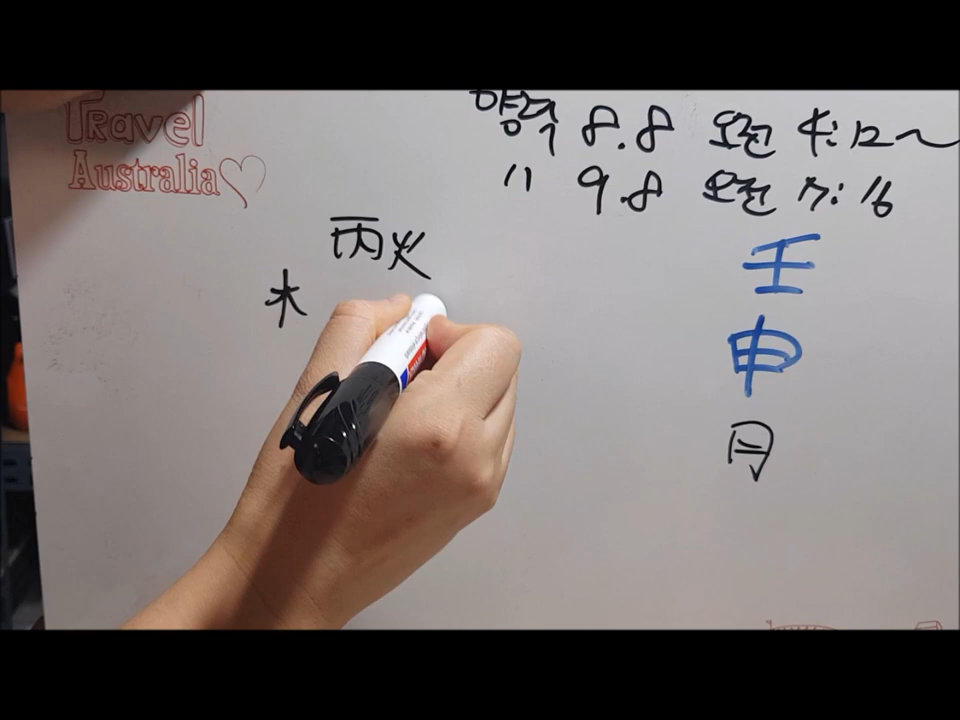 Travel
Australia
양력 8.8 오전 4:12~
〃 9.8 오전 7:16
丙火
木
壬
申
月